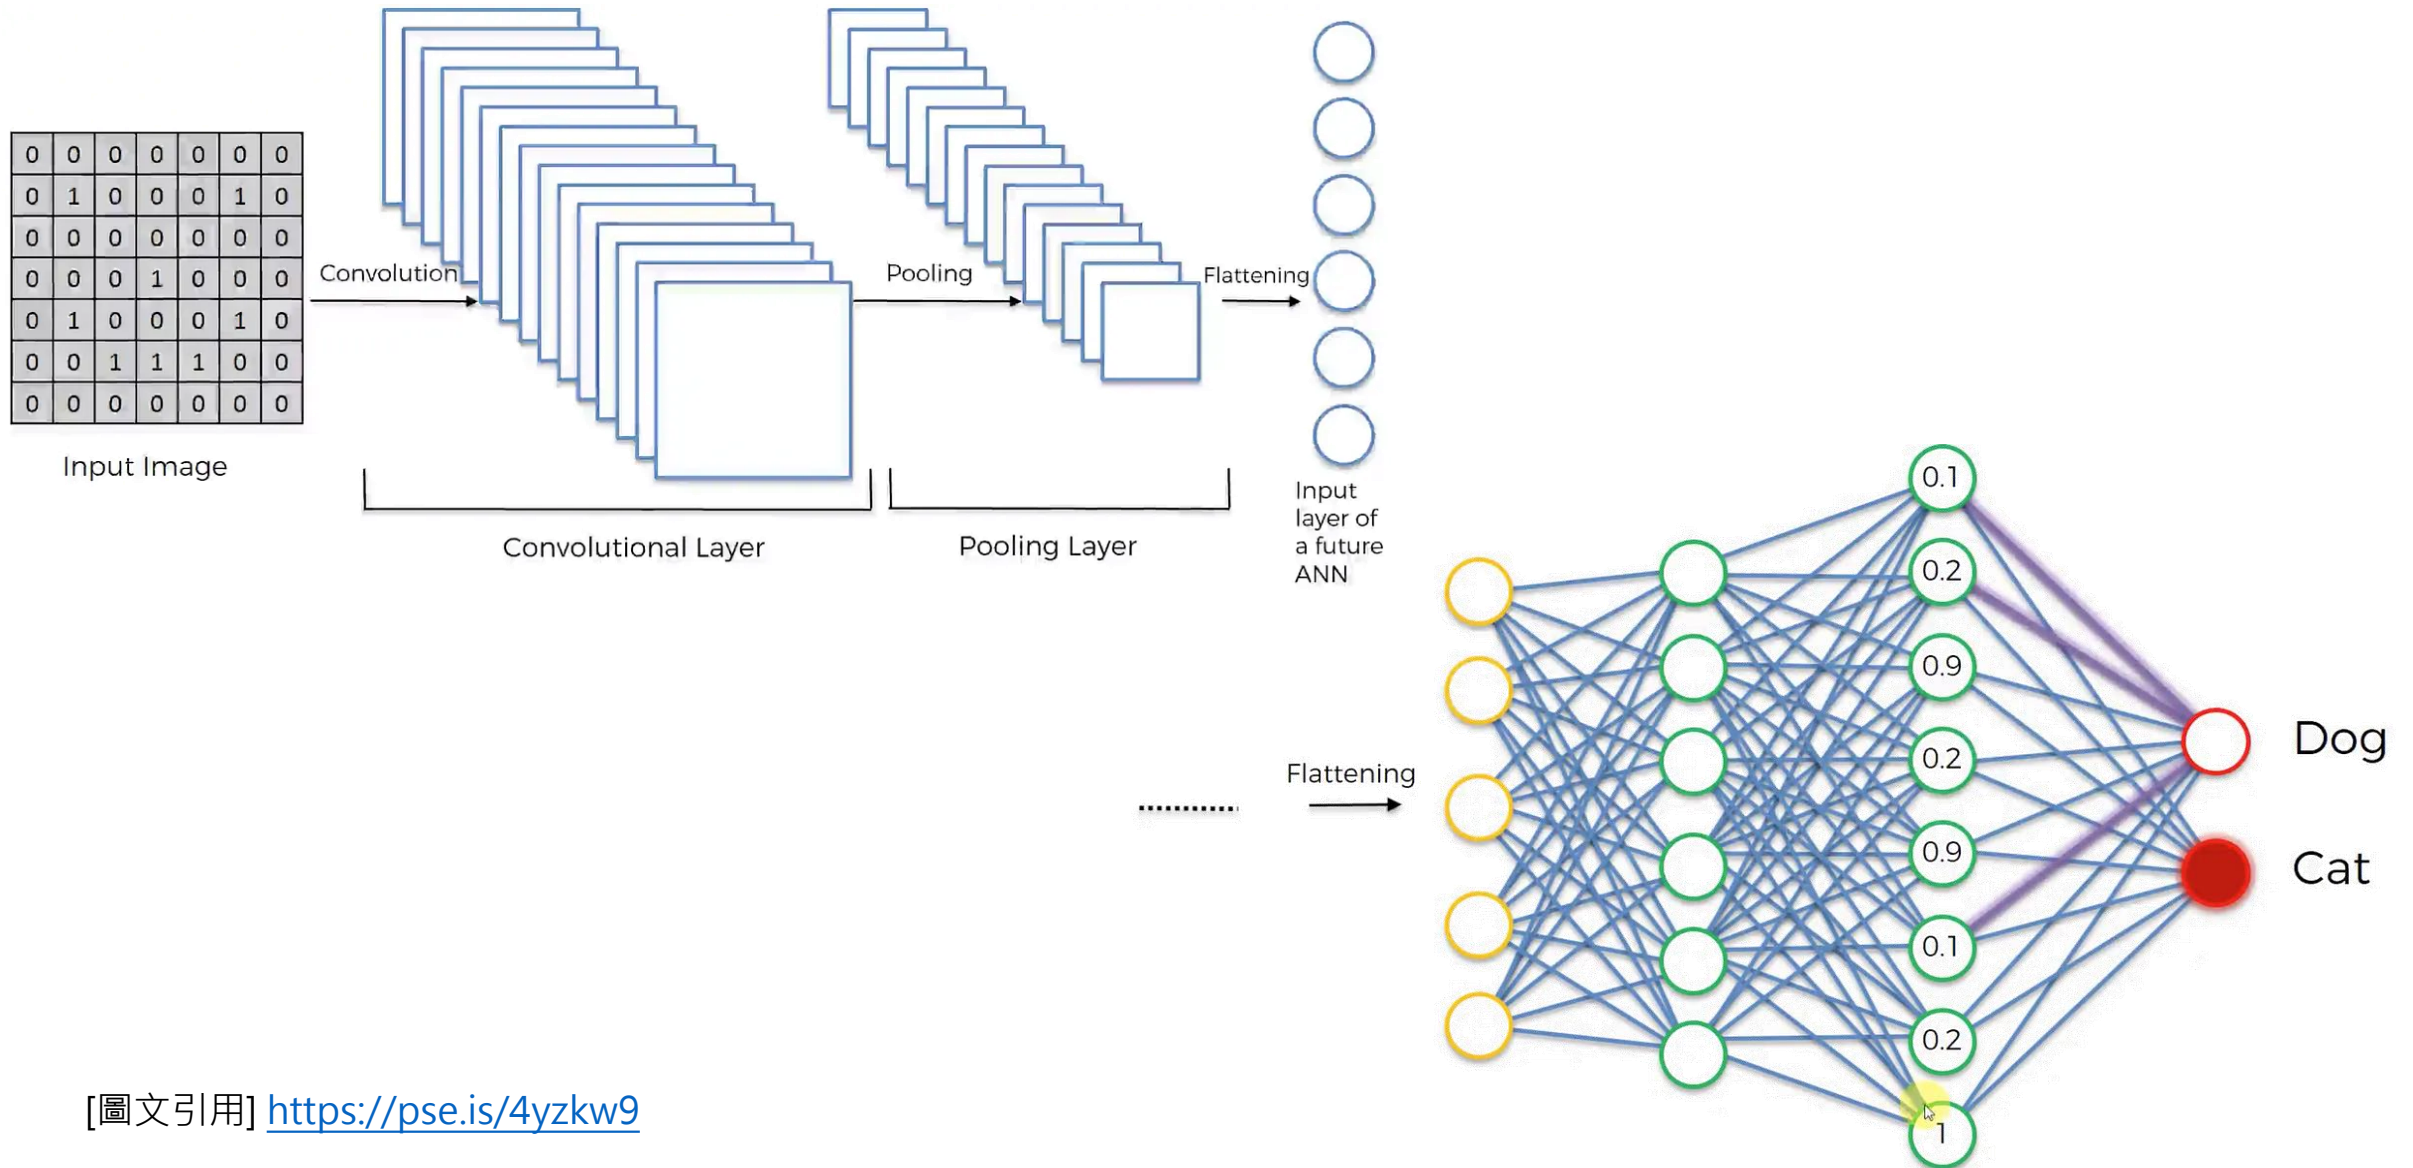 0 0 0 0 0 0 0
0 1 0 0 0 1 0
0 0 0 0 0 0 0
0 0 0 1 0 0 0
0 1 0 0 0 1 0
0 0 1 1 1 0 0
0 0 0 0 0 0 0
Input Image
Convolution
Convolutional Layer
Pooling
Pooling Layer
Flattening
Input
layer of
a future
ANN
Flattening
0.1
0.2
0.9
0.2
0.9
0.1
0.2
1
Dog
Cat
[圖文引用] https://pse.is/4yzkw9